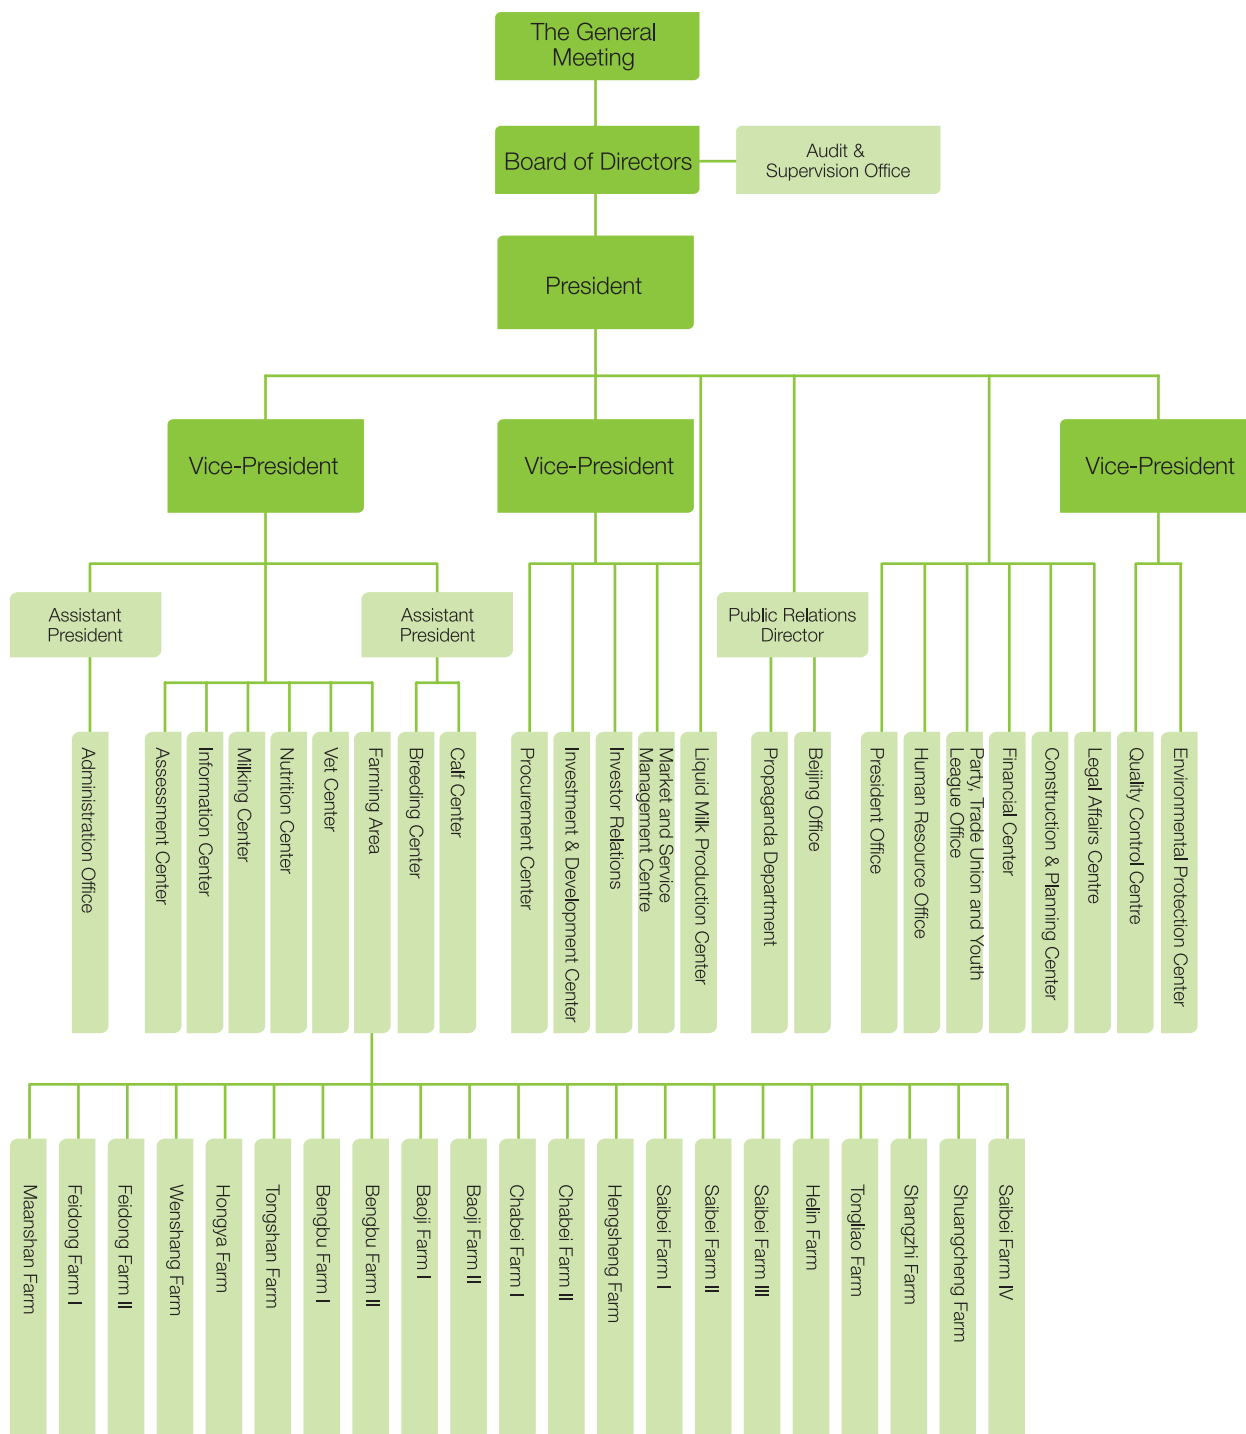 The General
Meeting
Board of Directors
Audit &
Supervision Office
President
Vice-President
Vice-President
Vice-President
Assistant
President
Assistant
President
Public Relations
Director
Administration Office
Assessment Center
Information Center
Milking Center
Nutrition Center
Vet Center
Farming Area
Breeding Center
Calf Center
Procurement Center
Investment & Development Center
Investor Relations
Market and Service
Management Centre
Liquid Milk Production Center
Propaganda Department
Beijing Office
President Office
Human Resource Office
Party, Trade Union and Youth
League Office
Financial Center
Construction & Planning Center
Legal Affairs Centre
Quality Control Centre
Environmental Protection Center
Maanshan Farm
Feidong Farm I
Feidong Farm II
Wenshang Farm
Hongya Farm
Tongshan Farm
Bengbu Farm I
Bengbu Farm II
Baoji Farm I
Baoji Farm II
Chabei Farm I
Chabei Farm II
Hengsheng Farm
Saibei Farm I
Saibei Farm II
Saibei Farm III
Helin Farm
Tongliao Farm
Shangzhi Farm
Shuangcheng Farm
Saibei Farm IV